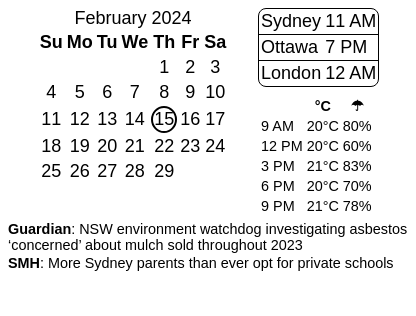 February 2024
Su Mo Tu We Th Fr Sa
1 2 3
4 5 6 7 8 9 10
11 12 13 14 15 16 17
18 19 20 21 22 23 24
25 26 27 28 29
Sydney 11 AM
Ottawa 7 PM
London 12 AM
°C ☂
9 AM 20°C 80%
12 PM 20°C 60%
3 PM 21°C 83%
6 PM 20°C 70%
9 PM 21°C 78%
Guardian: NSW environment watchdog investigating asbestos
‘concerned’ about mulch sold throughout 2023
SMH: More Sydney parents than ever opt for private schools